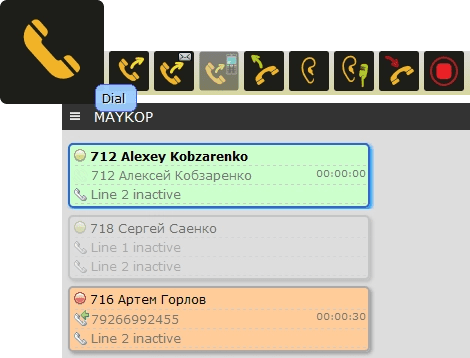 Dial
MAYKOP
712 Alexey Kobzarenko
712 Алексей Кобзаренко 00:00:00
Line 2 inactive
718 Сергей Саенко
Line 1 inactive
Line 2 inactive
716 Артем Горлов
79266992455 00:00:30
Line 2 inactive